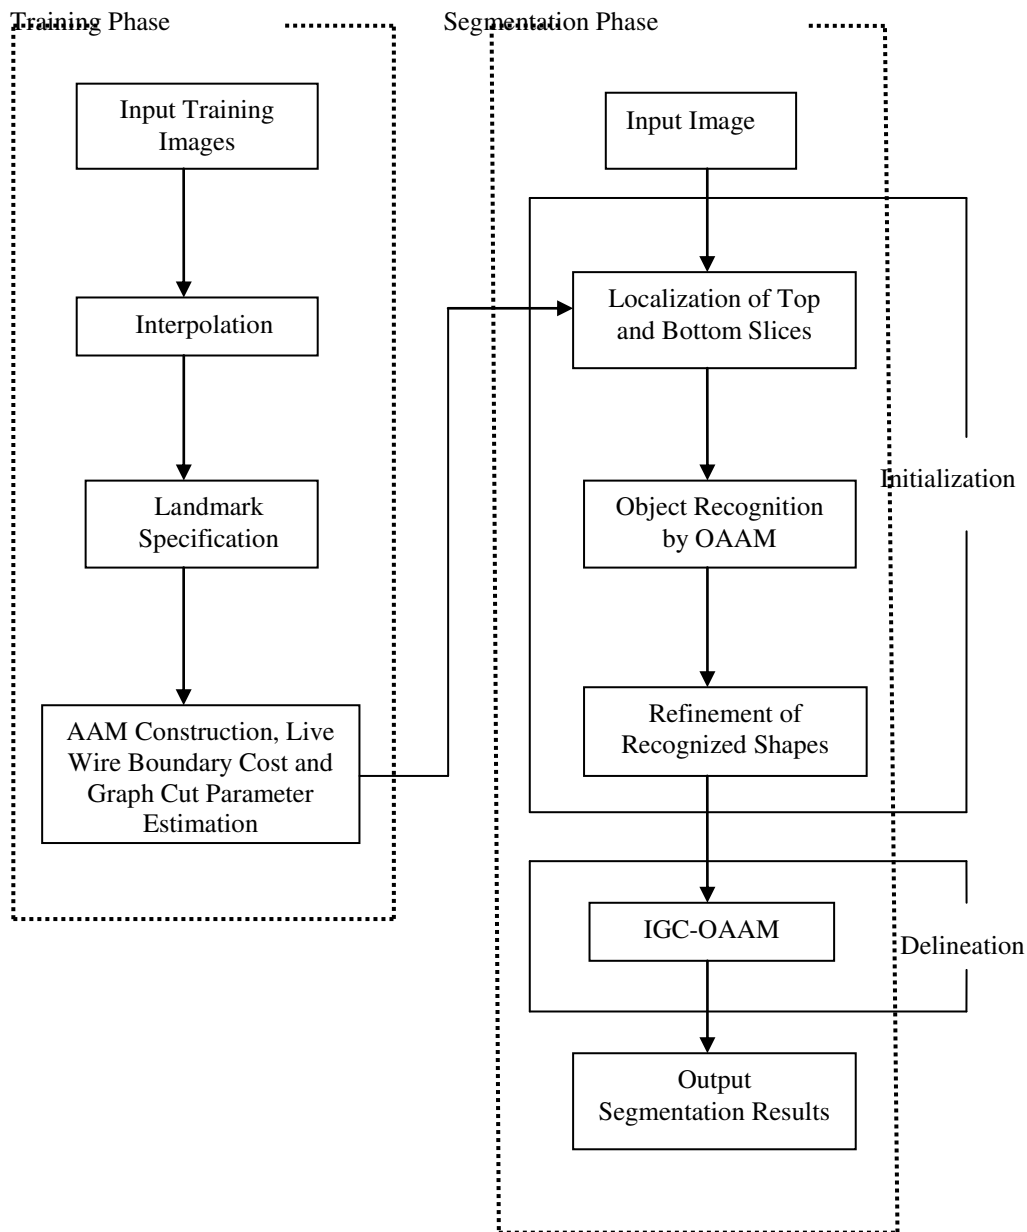 Training Phase
Input Training
Images
Interpolation
Landmark
Specification
AAM Construction, Live
Wire Boundary Cost and
Graph Cut Parameter
Estimation
Segmentation Phase
Input Image
Localization of Top
and Bottom Slices
Object Recognition
by OAAM
Refinement of
Recognized Shapes
Initialization
IGC-OAAM
Delineation
Output
Segmentation Results